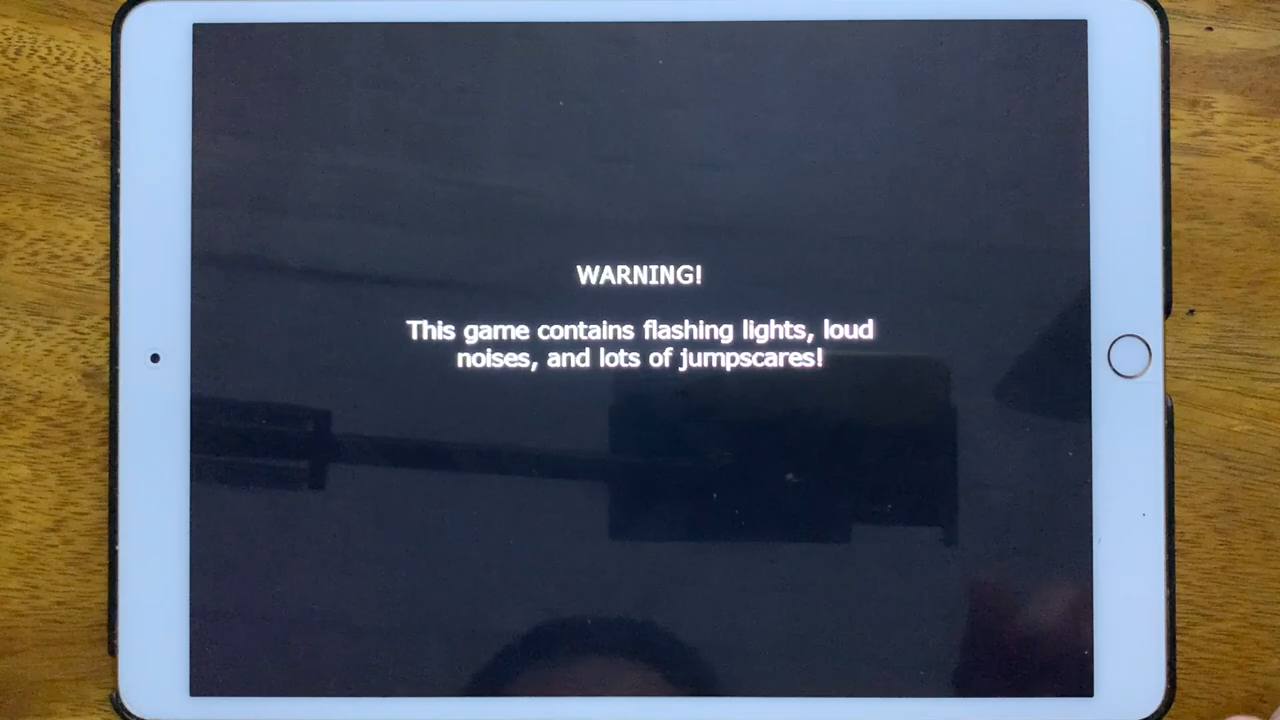 WARNING!
This game contains flashing lights, loud
noises, and lots of jumpscares!